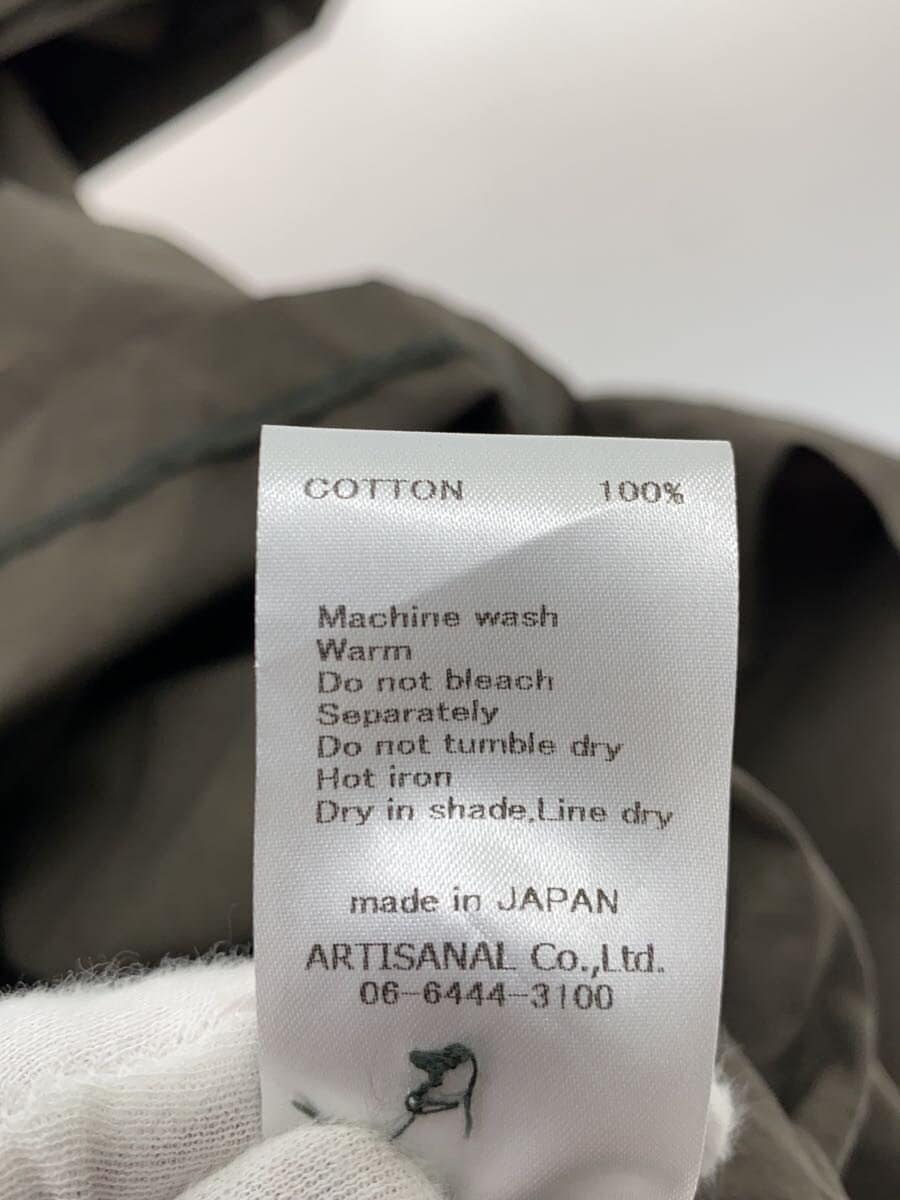 COTTON 100%
Machine wash
Warm
Do not bleach
Separately
Do not tumble dry
Hot iron
Dry in shade,Line dry
made in JAPAN
ARTISANAL Co.,Ltd.
06-6444-3100